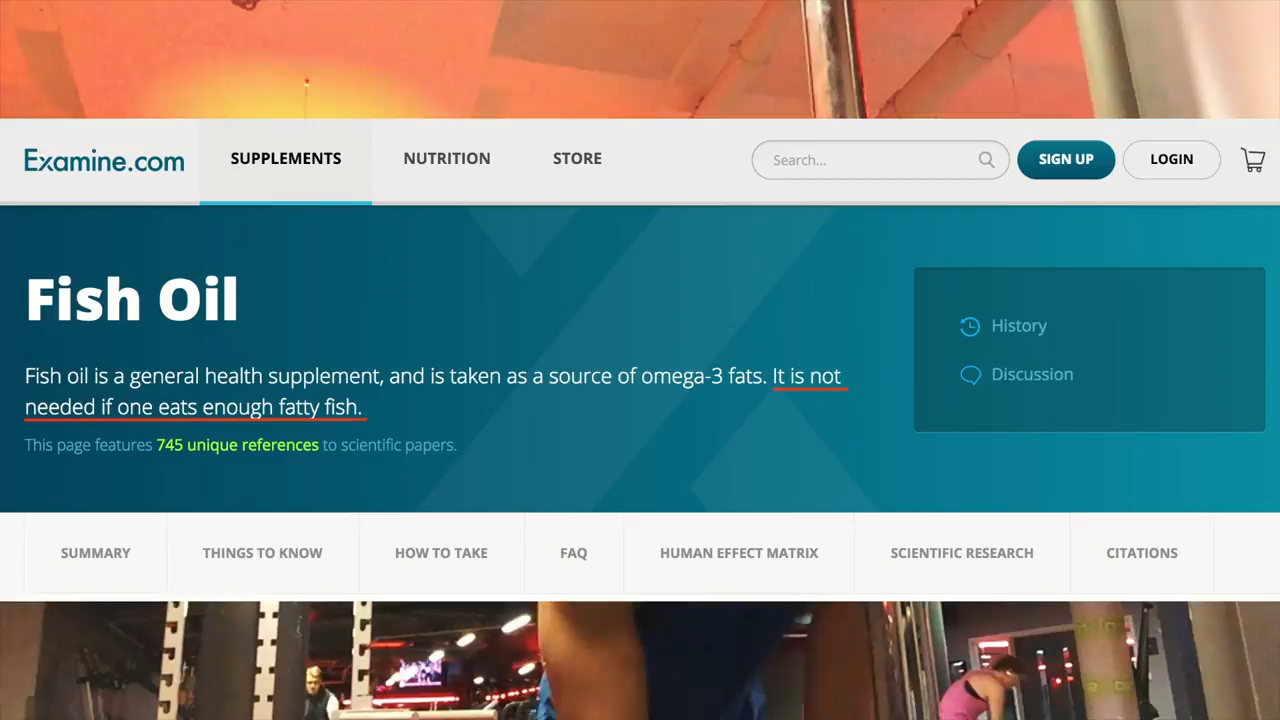 Examine.com
SUPPLEMENTS
NUTRITION
STORE
Search...
SIGN UP
LOGIN
Fish Oil
Fish oil is a general health supplement, and is taken as a source of omega-3 fats. It is not
needed if one eats enough fatty fish.
This page features 745 unique references to scientific papers.
History
Discussion
SUMMARY
THINGS TO KNOW
HOW TO TAKE
FAQ
HUMAN EFFECT MATRIX
SCIENTIFIC RESEARCH
CITATIONS